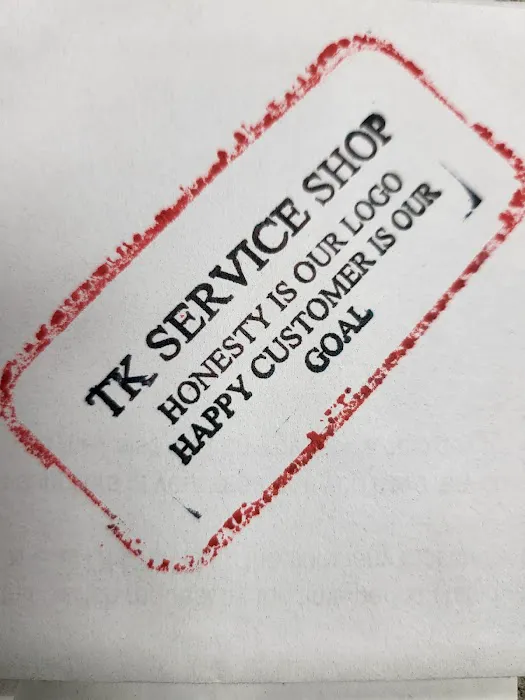 TK SERVICE SHOP
HONESTY IS OUR LOGO
HAPPY CUSTOMER IS OUR
GOAL